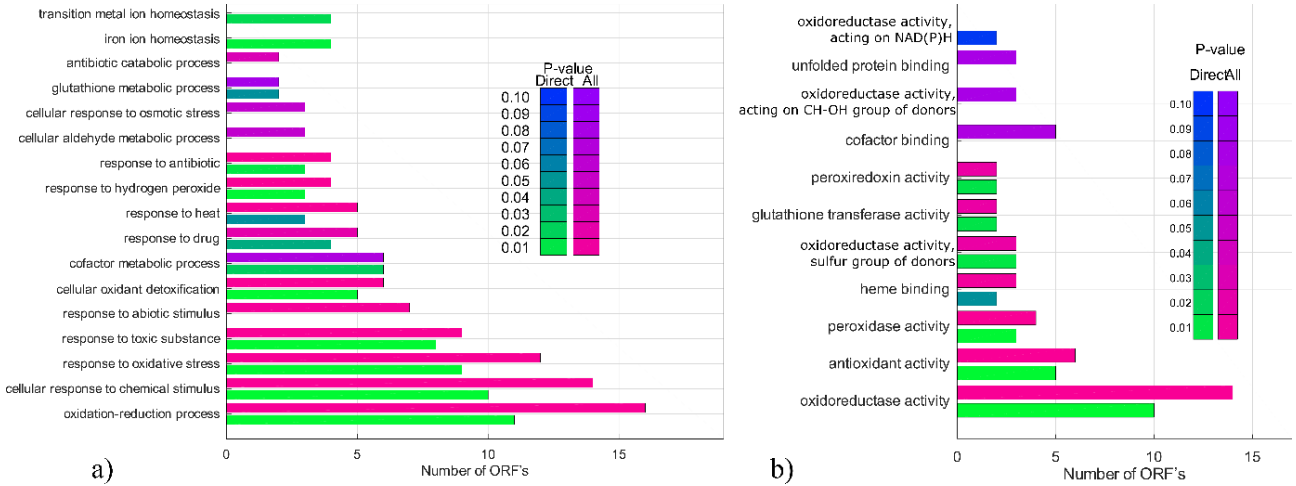 transition metal ion homeostasis
iron ion homeostasis
antibiotic catabolic process
glutathione metabolic process
cellular response to osmotic stress
cellular aldehyde metabolic process
response to antibiotic
response to hydrogen peroxide
response to heat
response to drug
cofactor metabolic process
cellular oxidant detoxification
response to abiotic stimulus
response to toxic substance
response to oxidative stress
cellular response to chemical stimulus
oxidation-reduction process
0 5 10 15
Number of ORF's
a)
P-value
Direct All
0.10
0.09
0.08
0.07
0.06
0.05
0.04
0.03
0.02
0.01
oxidoreductase activity,
acting on NAD(P)H
unfolded protein binding
oxidoreductase activity,
acting on CH-OH group of donors
cofactor binding
peroxiredoxin activity
glutathione transferase activity
oxidoreductase activity,
sulfur group of donors
heme binding
peroxidase activity
antioxidant activity
oxidoreductase activity
0 5 10 15
Number of ORF's
b)
P-value
Direct All
0.10
0.09
0.08
0.07
0.06
0.05
0.04
0.03
0.02
0.01